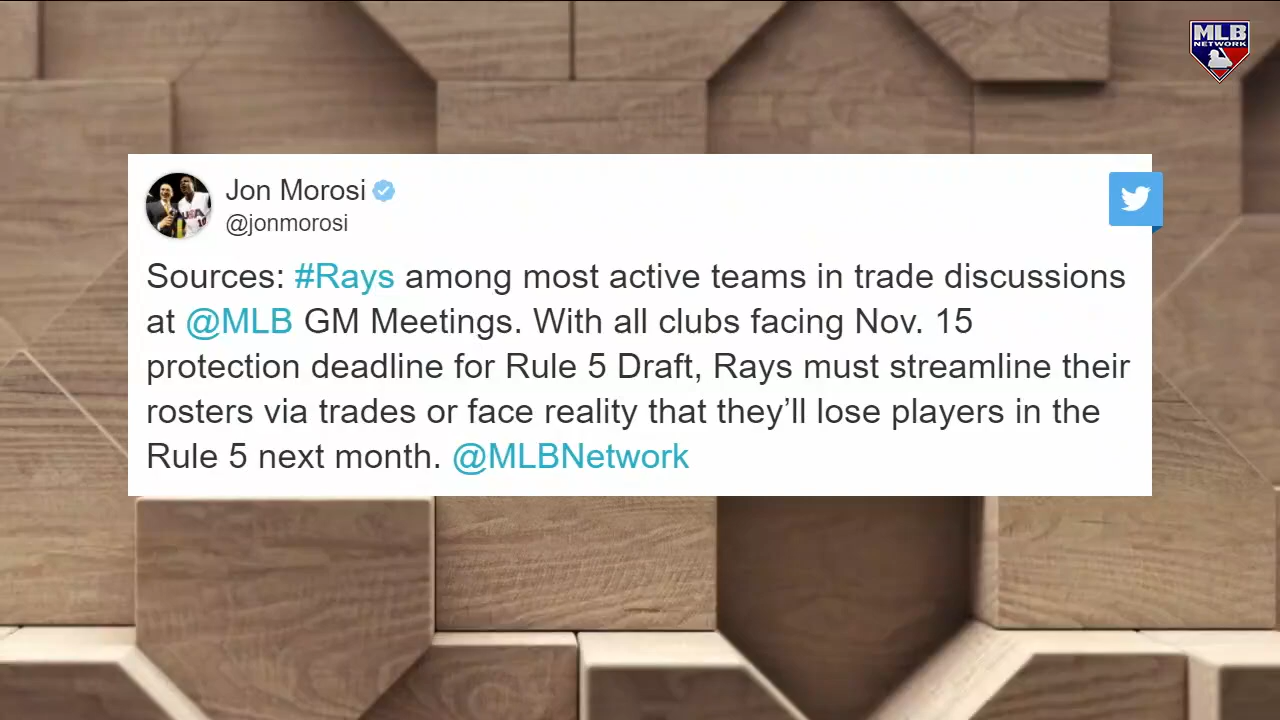 MLB
NETWORK
Jon Morosi
@jonmorosi
USA
10
Sources: #Rays among most active teams in trade discussions
at @MLB GM Meetings. With all clubs facing Nov. 15
protection deadline for Rule 5 Draft, Rays must streamline their
rosters via trades or face reality that they’ll lose players in the
Rule 5 next month. @MLBNetwork